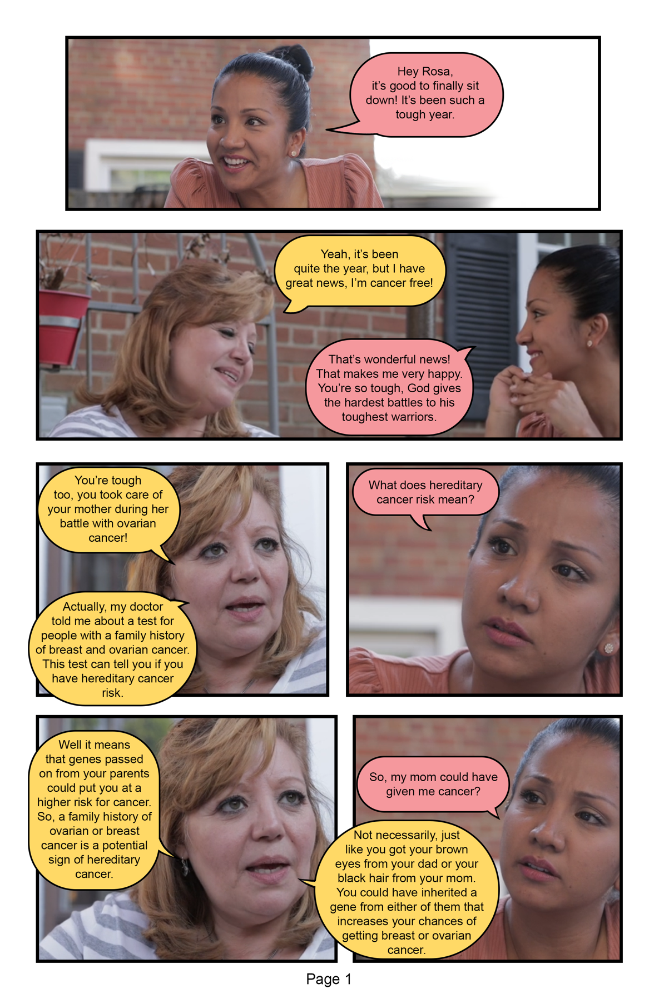 Hey Rosa,
it's good to finally sit
down! It's been such a
tough year.
Yeah, it's been
quite the year, but I have
great news, I'm cancer free!
That's wonderful news!
That makes me very happy.
You're so tough, God gives
the hardest battles to his
toughest warriors.
You're tough
too, you took care of
your mother during her
battle with ovarian
cancer!
Actually, my doctor
told me about a test for
people with a family history
of breast and ovarian cancer.
This test can tell you if you
have hereditary cancer
risk.
What does hereditary
cancer risk mean?
Well it means
that genes passed
on from your parents
could put you at a
higher risk for cancer.
So, a family history of
ovarian or breast
cancer is a potential
sign of hereditary
cancer.
So, my mom could have
given me cancer?
Not necessarily, just
like you got your brown
eyes from your dad or your
black hair from your mom.
You could have inherited a
gene from either of them that
increases your chances of
getting breast or ovarian
cancer.
Page 1